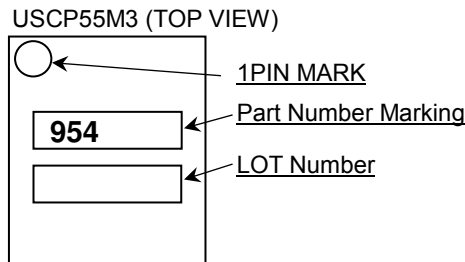 USCP55M3 (TOP VIEW)
1PIN MARK
Part Number Marking
954
LOT Number